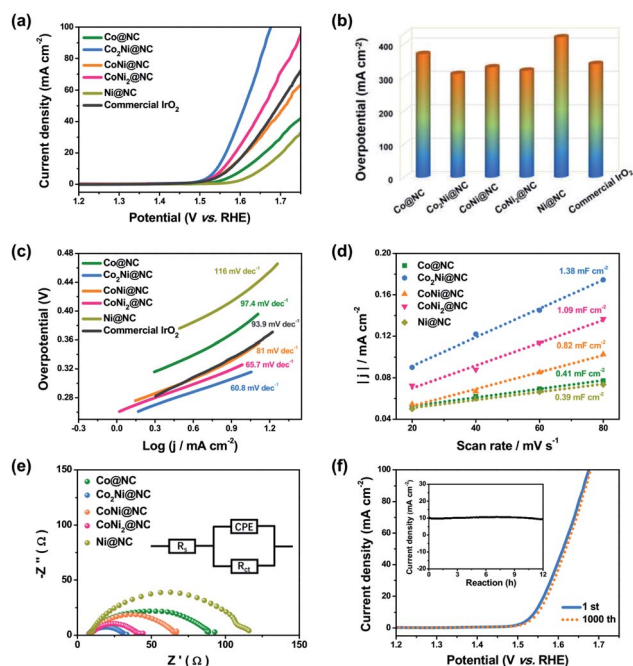 (a)
Co@NC
Co₂Ni@NC
CoNi@NC
CoNi₂@NC
Ni@NC
Commercial IrO₂
Current density (mA cm⁻²)
100
80
60
40
20
0
1.2 1.3 1.4 1.5 1.6 1.7
Potential (V vs. RHE)
(b)
Overpotential (mA cm⁻²)
400
300
200
100
0
Co@NC
Co₂Ni@NC
CoNi@NC
CoNi₂@NC
Ni@NC
Commercial IrO₂
(c)
Co@NC
Co₂Ni@NC
CoNi@NC
CoNi₂@NC
Ni@NC
Commercial IrO₂
116 mV dec⁻¹
97.4 mV dec⁻¹
93.9 mV dec⁻¹
81 mV dec⁻¹
65.7 mV dec⁻¹
60.8 mV dec⁻¹
Overpotential (V)
0.48
0.44
0.40
0.36
0.32
0.28
-0.3 0.0 0.3 0.6 0.9 1.2 1.5
Log (j / mA cm⁻²)
(d)
Co@NC
Co₂Ni@NC
CoNi@NC
CoNi₂@NC
Ni@NC
1.38 mF cm⁻²
1.09 mF cm⁻²
0.82 mF cm⁻²
0.41 mF cm⁻²
0.39 mF cm⁻²
| j | / mA cm⁻²
0.20
0.16
0.12
0.08
0.04
20 40 60 80
Scan rate / mV s⁻¹
(e)
Co@NC
Co₂Ni@NC
CoNi@NC
CoNi₂@NC
Ni@NC
Rs
CPE
Rct
-Z'' (Ω)
150
100
50
0
0 50 100 150
Z ' (Ω)
(f)
Current density (mA cm⁻²)
100
80
60
40
20
0
Current density (mA cm⁻²)
30
20
10
0
-10
-20
0 3 6 9 12
Reaction (h)
1 st
1000 th
1.2 1.3 1.4 1.5 1.6 1.7
Potential (V vs. RHE)